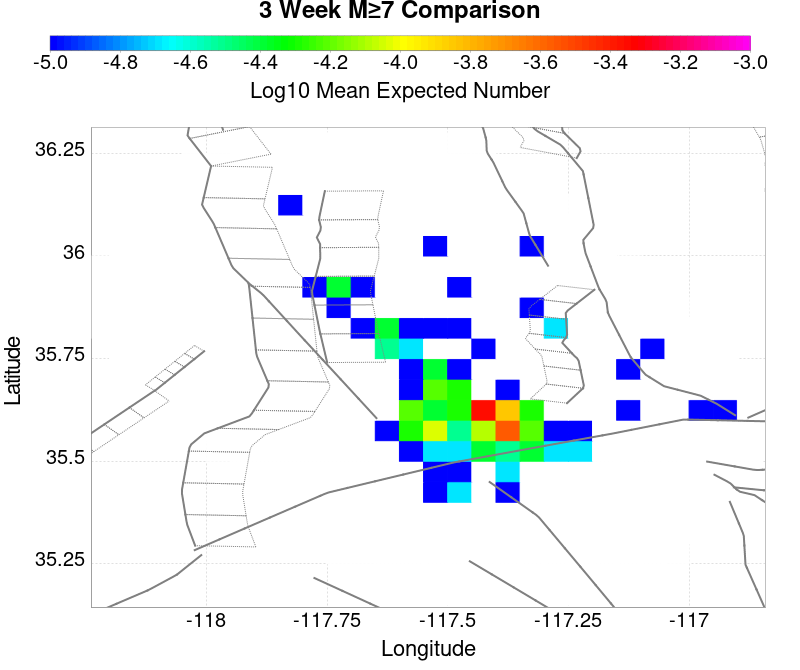 3 Week M≥7 Comparison
-5.0 -4.8 -4.6 -4.4 -4.2 -4.0 -3.8 -3.6 -3.4 -3.2 -3.0
Log10 Mean Expected Number
36.25
36
35.75
35.5
35.25
Latitude
-118 -117.75 -117.5 -117.25 -117
Longitude